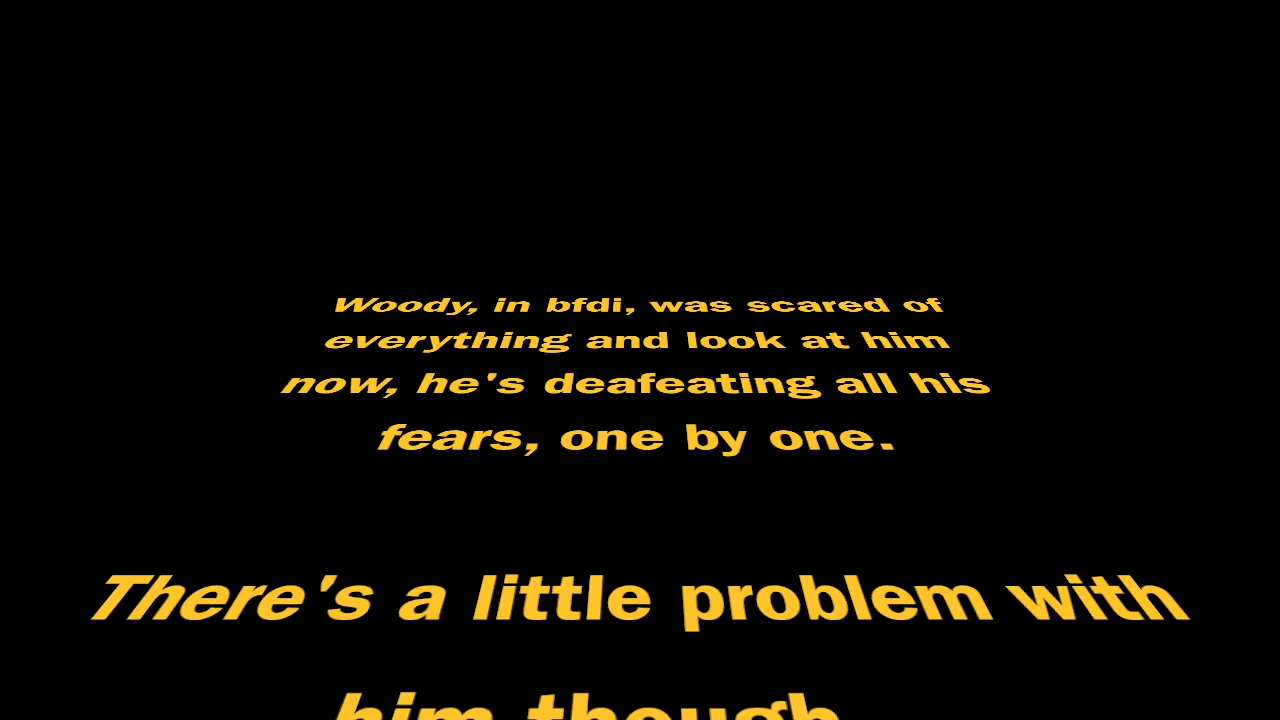 Woody, in bfdi, was scared of
everything and look at him
now, he's deafeating all his
fears, one by one.
There's a little problem with
him though